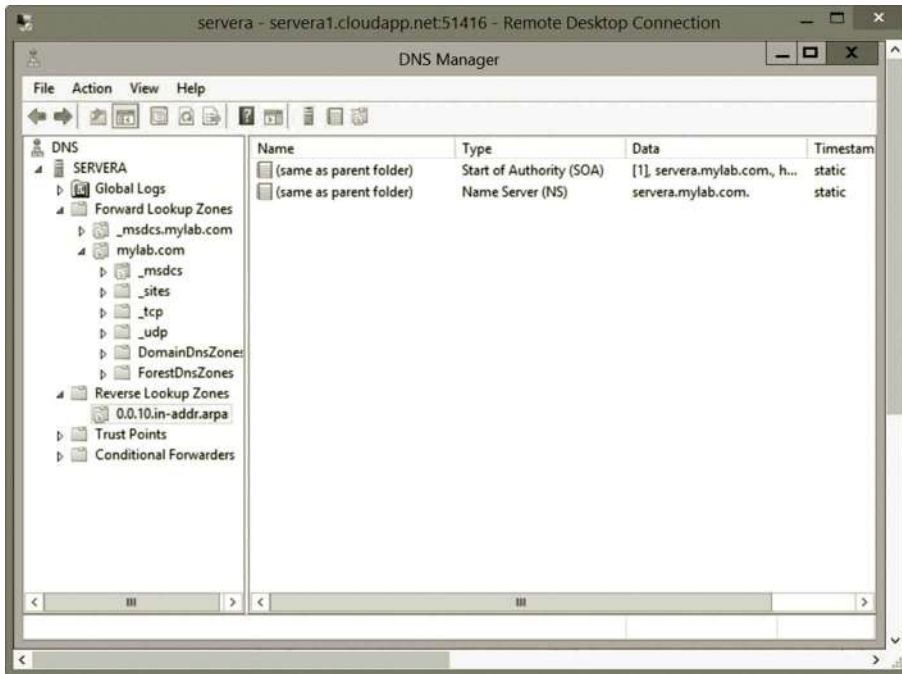 servera - servera1.cloudapp.net:51416 - Remote Desktop Connection
DNS Manager
File Action View Help
DNS
SERVERA
Global Logs
Forward Lookup Zones
_msdcs.mylab.com
mylab.com
_msdcs
_sites
_tcp
_udp
DomainDnsZones
ForestDnsZones
Reverse Lookup Zones
0.0.10.in-addr.arpa
Trust Points
Conditional Forwarders
Name Type Data Timestam
(same as parent folder) Start of Authority (SOA) [1], servera.mylab.com., h... static
(same as parent folder) Name Server (NS) servera.mylab.com. static